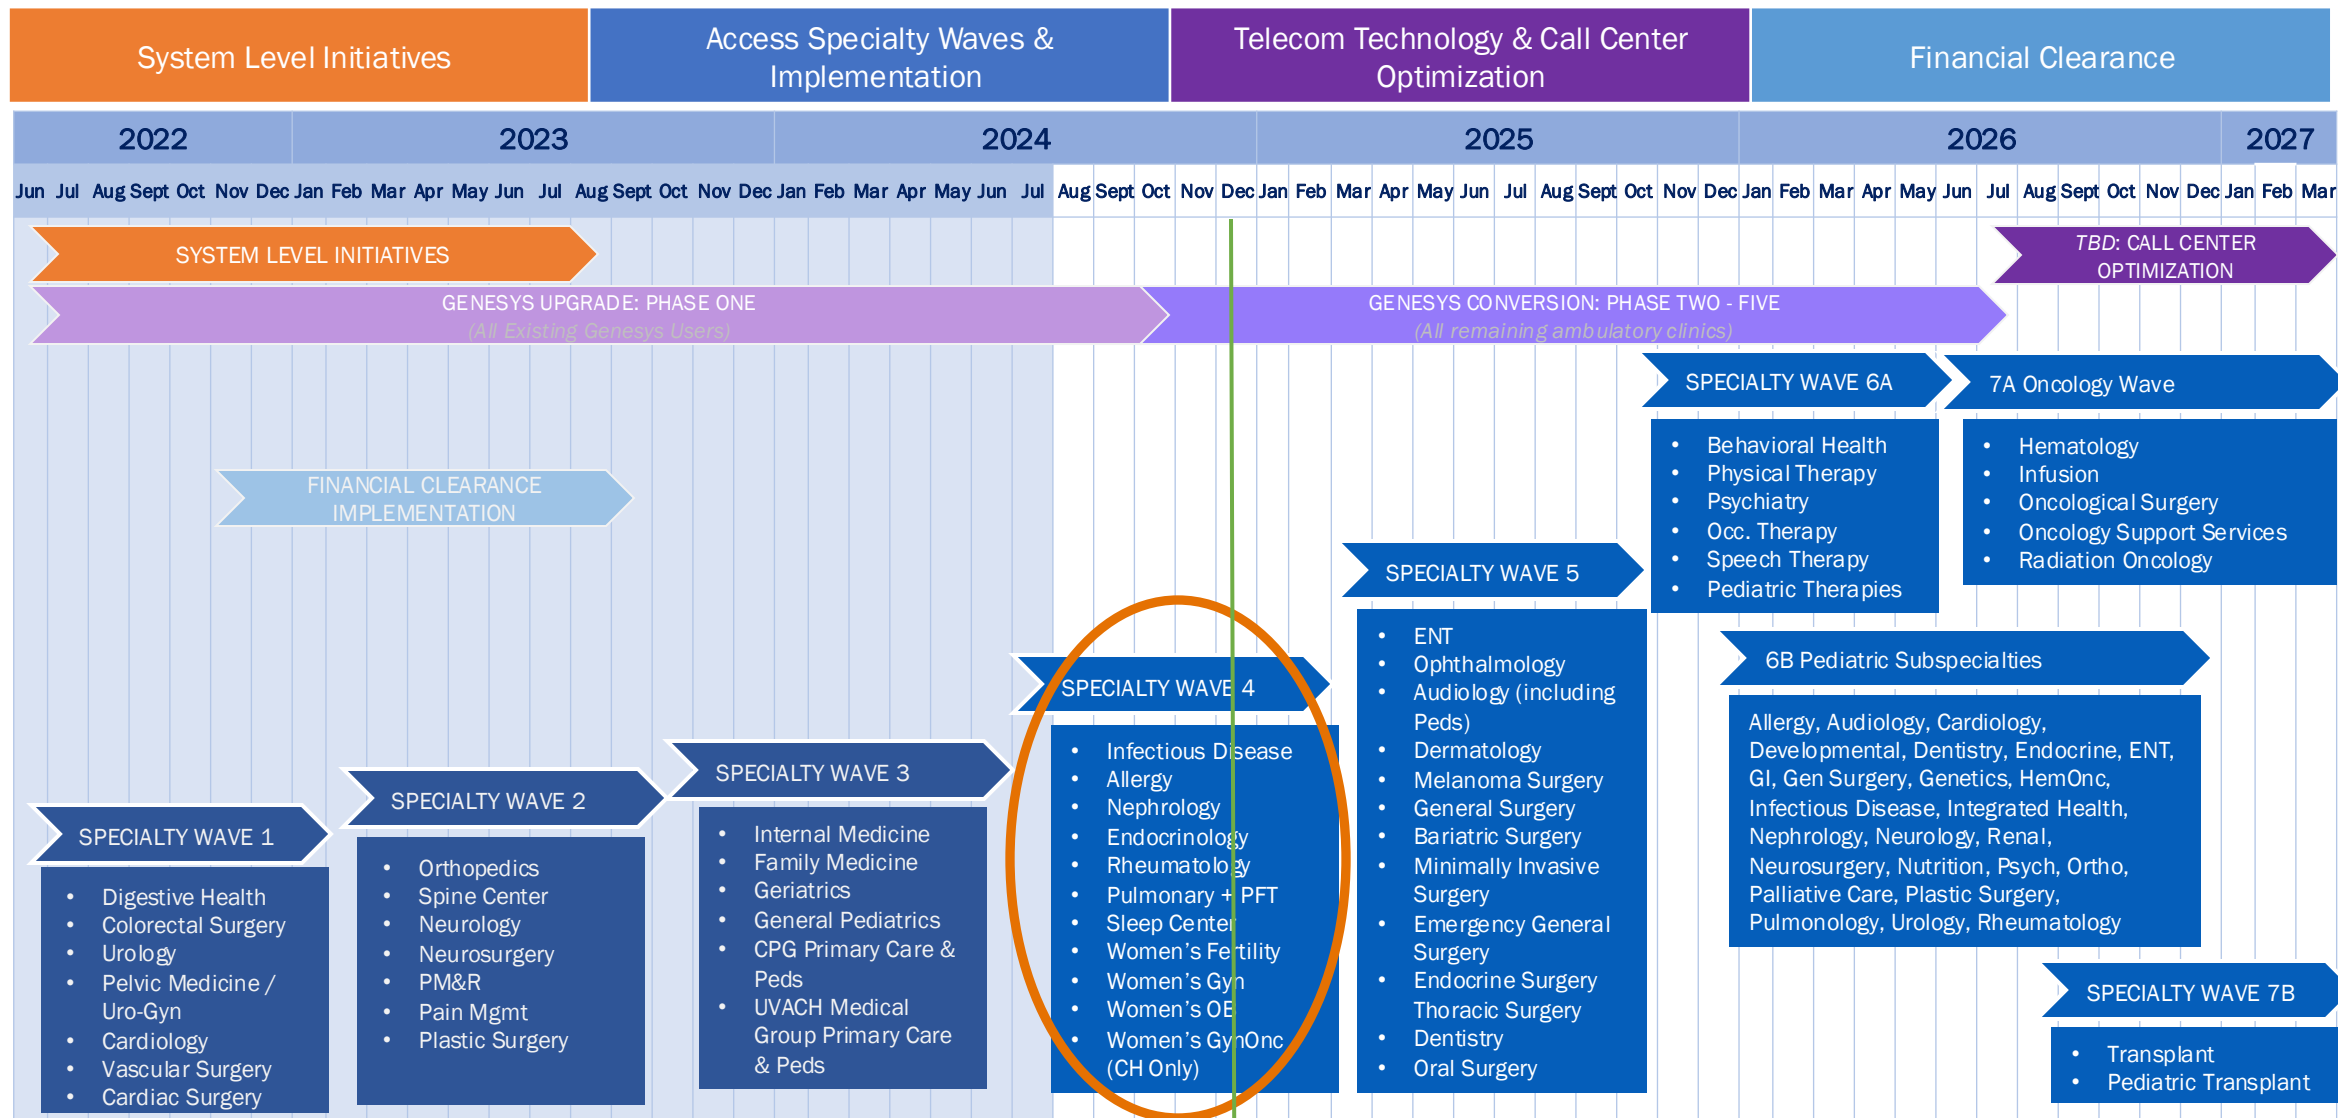 System Level Initiatives
Access Specialty Waves &
Implementation
Telecom Technology & Call Center
Optimization
Financial Clearance
2022 2023 2024 2025 2026 2027
Jun Jul Aug Sept Oct Nov Dec Jan Feb Mar Apr May Jun Jul Aug Sept Oct Nov Dec Jan Feb Mar Apr May Jun Jul Aug Sept Oct Nov Dec Jan Feb Mar Apr May Jun Jul Aug Sept Oct Nov Dec Jan Feb Mar Apr May Jun Jul Aug Sept Oct Nov Dec Jan Feb Mar
SYSTEM LEVEL INITIATIVES
TBD: CALL CENTER
OPTIMIZATION
GENESYS UPGRADE: PHASE ONE
(All Existing Genesys Users)
GENESYS CONVERSION: PHASE TWO - FIVE
(All remaining ambulatory clinics)
FINANCIAL CLEARANCE
IMPLEMENTATION
SPECIALTY WAVE 1
• Digestive Health
• Colorectal Surgery
• Urology
• Pelvic Medicine /
Uro-Gyn
• Cardiology
• Vascular Surgery
• Cardiac Surgery
SPECIALTY WAVE 2
• Orthopedics
• Spine Center
• Neurology
• Neurosurgery
• PM&R
• Pain Mgmt
• Plastic Surgery
SPECIALTY WAVE 3
• Internal Medicine
• Family Medicine
• Geriatrics
• General Pediatrics
• CPG Primary Care &
Peds
• UVACH Medical
Group Primary Care
& Peds
SPECIALTY WAVE 4
• Infectious Disease
• Allergy
• Nephrology
• Endocrinology
• Rheumatology
• Pulmonary + PFT
• Sleep Center
• Women's Fertility
• Women's Gyn
• Women's OB
• Women's GynOnc
(CH Only)
SPECIALTY WAVE 5
• ENT
• Ophthalmology
• Audiology (including
Peds)
• Dermatology
• Melanoma Surgery
• General Surgery
• Bariatric Surgery
• Minimally Invasive
Surgery
• Emergency General
Surgery
• Endocrine Surgery
Thoracic Surgery
• Dentistry
• Oral Surgery
SPECIALTY WAVE 6A
• Behavioral Health
• Physical Therapy
• Psychiatry
• Occ. Therapy
• Speech Therapy
• Pediatric Therapies
7A Oncology Wave
• Hematology
• Infusion
• Oncological Surgery
• Oncology Support Services
• Radiation Oncology
6B Pediatric Subspecialties
Allergy, Audiology, Cardiology,
Developmental, Dentistry, Endocrine, ENT,
GI, Gen Surgery, Genetics, HemOnc,
Infectious Disease, Integrated Health,
Nephrology, Neurology, Renal,
Neurosurgery, Nutrition, Psych, Ortho,
Palliative Care, Plastic Surgery,
Pulmonology, Urology, Rheumatology
SPECIALTY WAVE 7B
• Transplant
• Pediatric Transplant